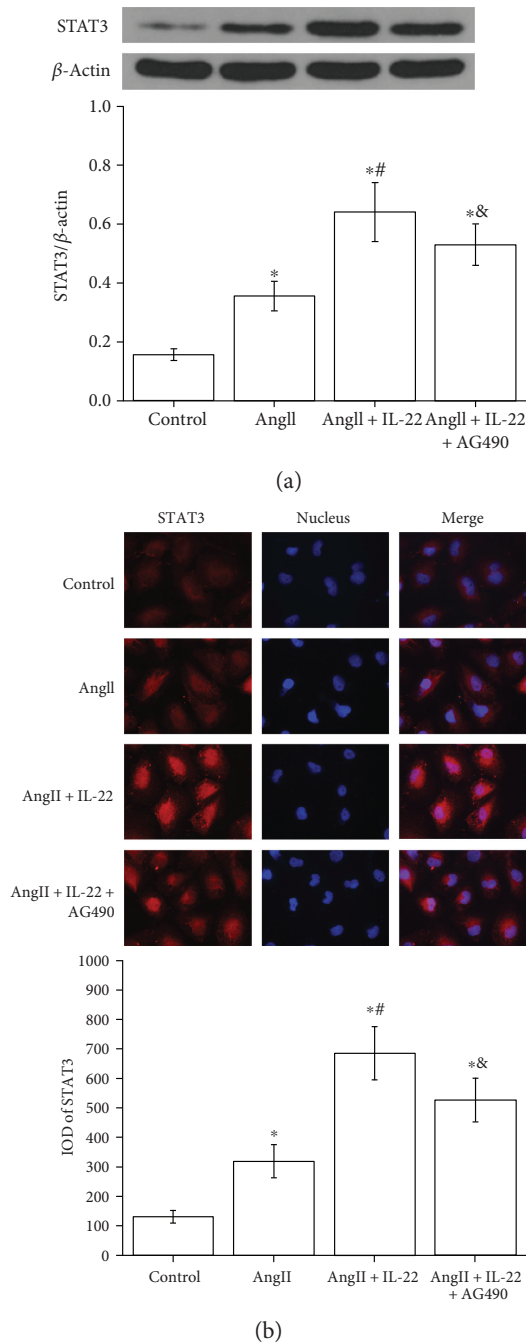 STAT3
β-Actin
1.0
0.8
0.6
0.4
0.2
0.0
STAT3/β-actin
*
*#
*&
Control
AngII
AngII + IL-22
AngII + IL-22
+ AG490
(a)
STAT3
Nucleus
Merge
Control
AngII
AngII + IL-22
AngII + IL-22 +
AG490
1000
900
800
700
600
500
400
300
200
100
0
IOD of STAT3
*
*#
*&
Control
AngII
AngII + IL-22
AngII + IL-22
+ AG490
(b)